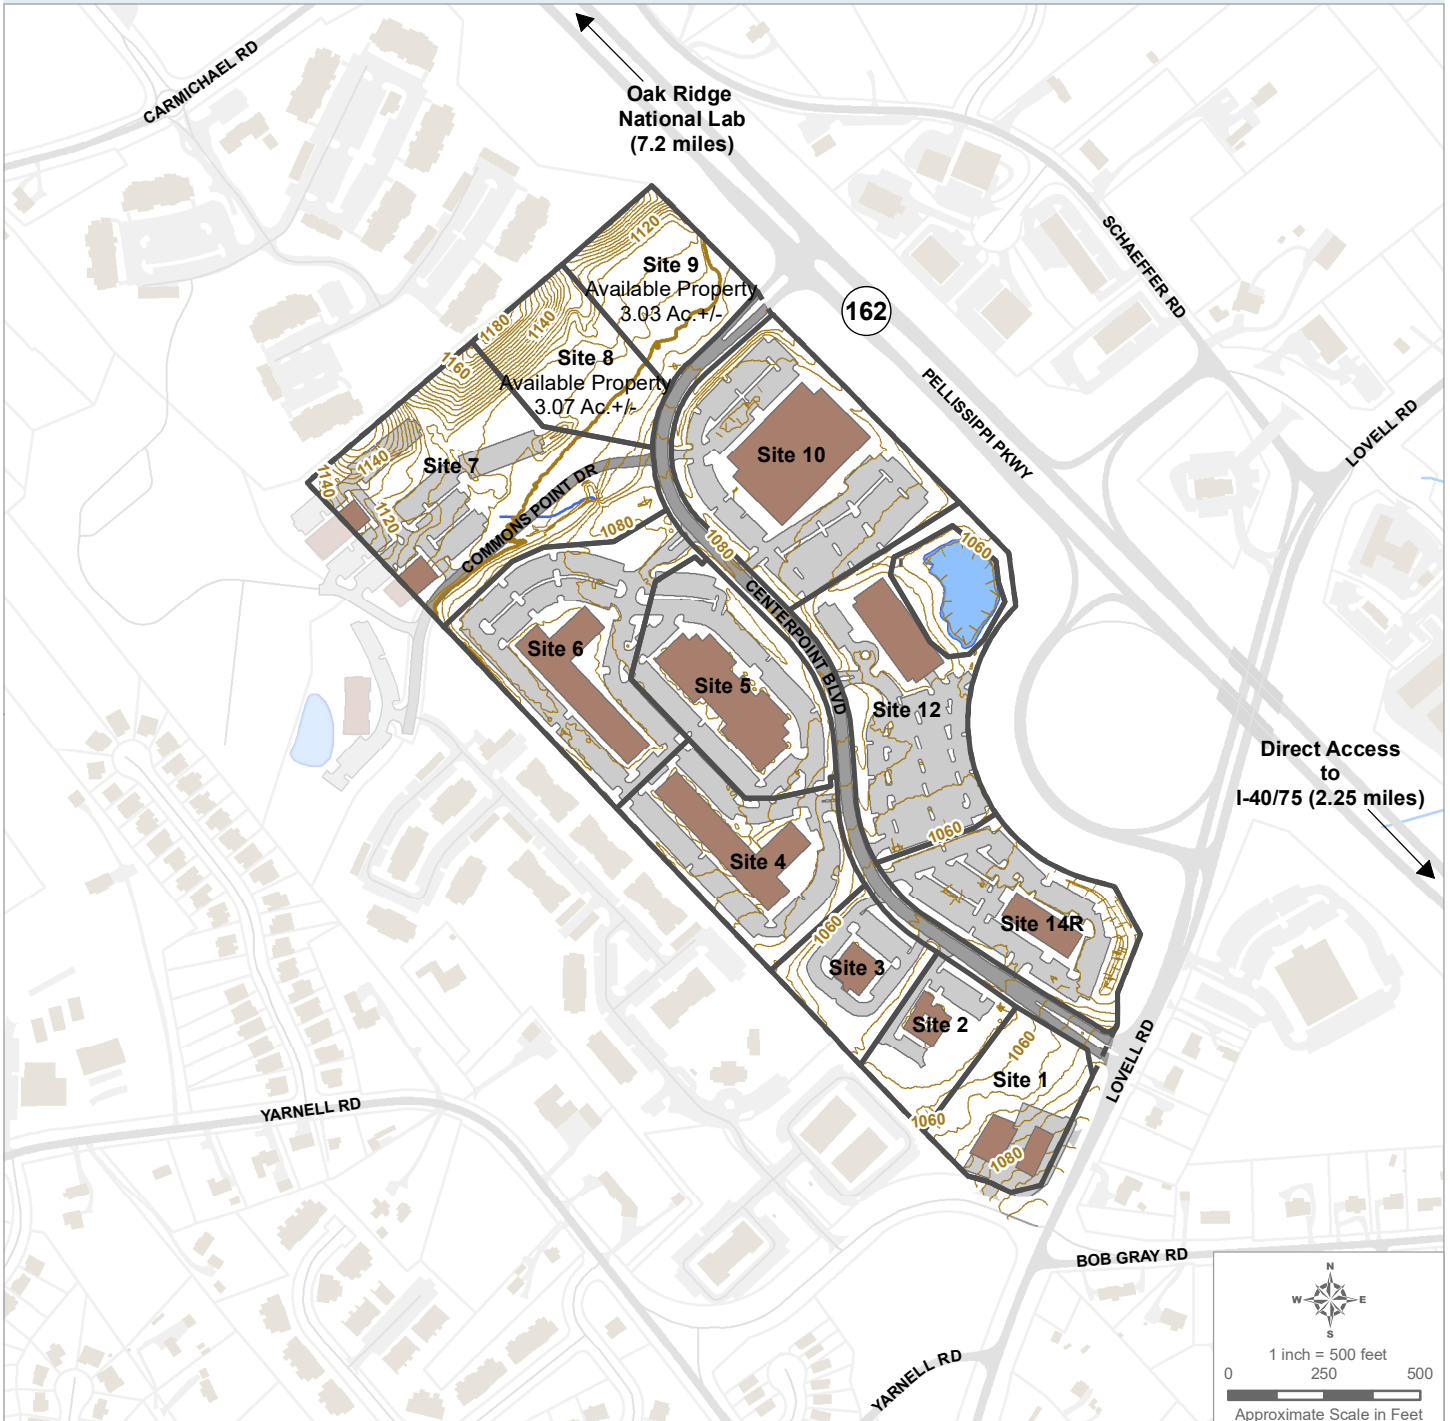 CARMICHAEL RD
Oak Ridge
National Lab
(7.2 miles)
SCHAEFFER RD
1120
Site 9
Available Property
3.03 Ac.+/-
162
1180
1140
1160
Site 8
Available Property
3.07 Ac.+/-
PELLISSIPPI PKWY
LOVELL RD
1140
1140
Site 7
1120
Site 10
COMMONS POINT DR
1080
1080
1060
CENTERPOINT BLVD
Site 6
Site 5
Site 12
Direct Access
to
I-40/75 (2.25 miles)
1060
Site 4
1060
Site 14R
Site 3
Site 2
1060
Site 1
LOVELL RD
1060
1080
YARNELL RD
BOB GRAY RD
YARNELL RD
N
W E
S
1 inch = 500 feet
0 250 500
Approximate Scale in Feet